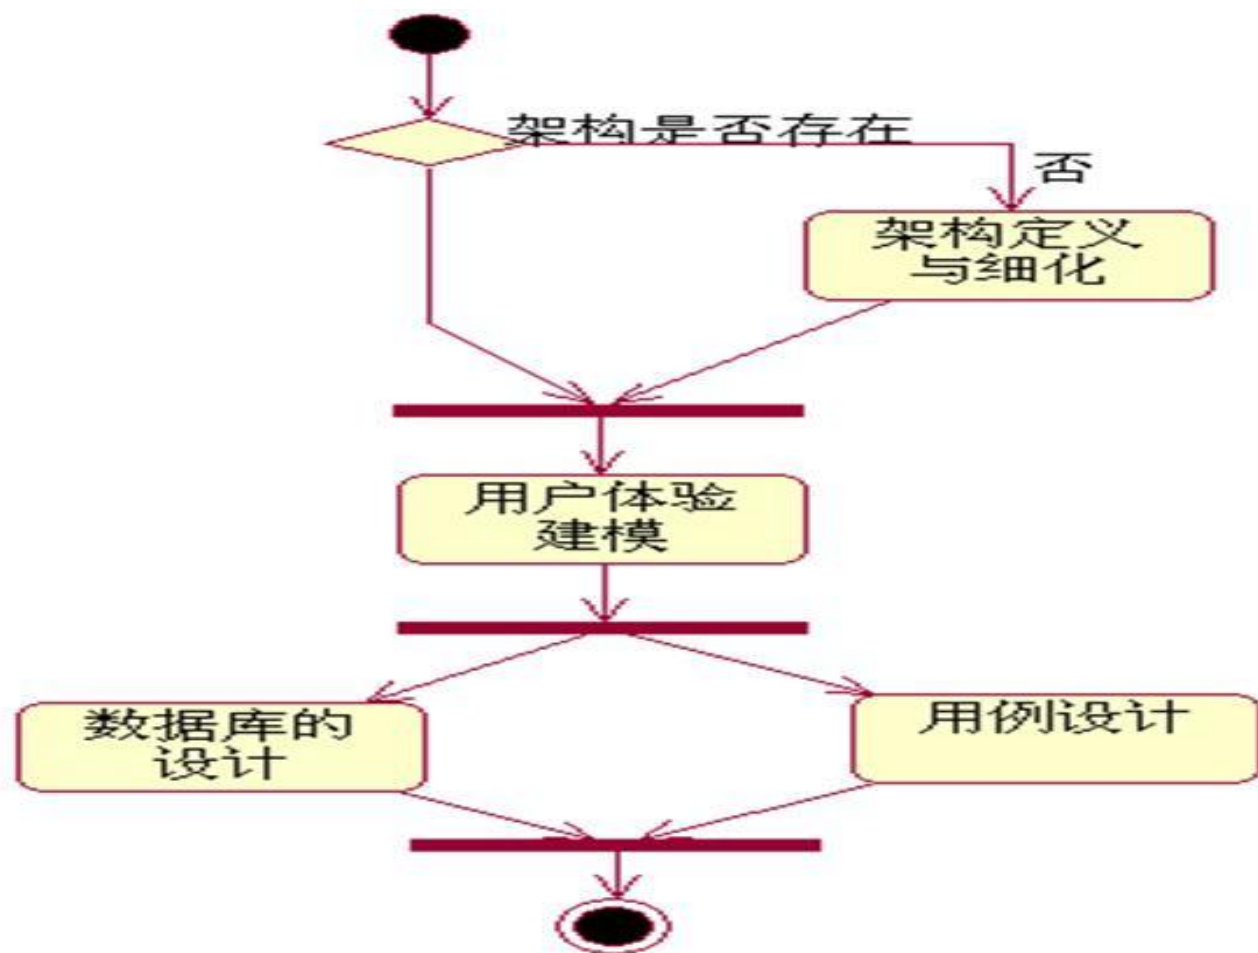 架构是否存在
否
架构定义
与细化
用户体验
建模
数据库的
设计
用例设计